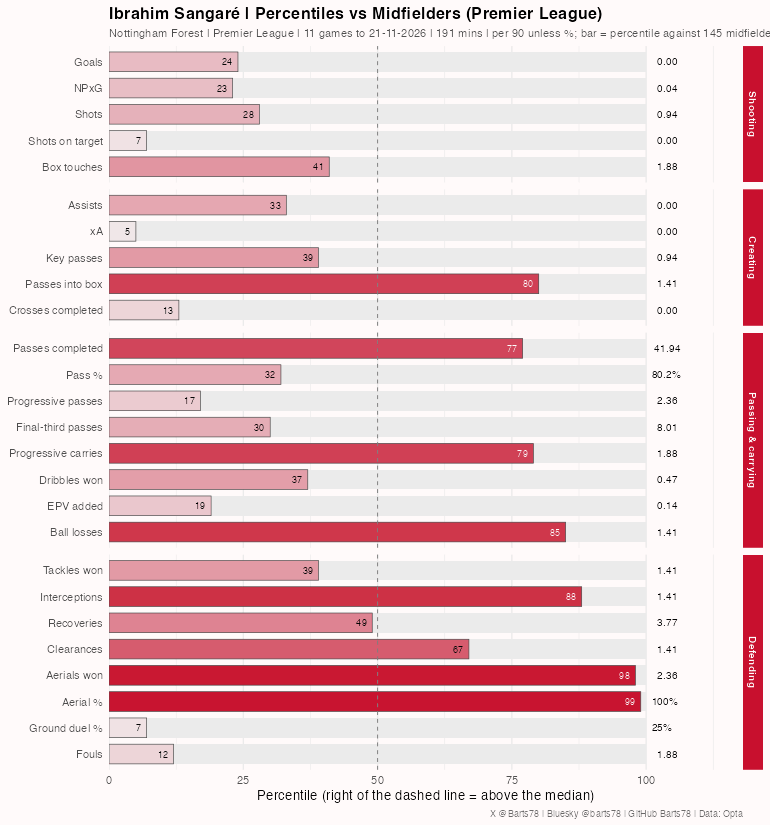 Ibrahim Sangaré | Percentiles vs Midfielders (Premier League)
Nottingham Forest | Premier League | 11 games to 21-11-2026 | 191 mins | per 90 unless %; bar = percentile against 145 midfielde
Goals 24 0.00
NPxG 23 0.04
Shots 28 0.94
Shots on target 7 0.00
Box touches 41 1.88
Shooting
Assists 33 0.00
xA 5 0.00
Key passes 39 0.94
Passes into box 80 1.41
Crosses completed 13 0.00
Creating
Passes completed 77 41.94
Pass % 32 80.2%
Progressive passes 17 2.36
Final-third passes 30 8.01
Progressive carries 79 1.88
Dribbles won 37 0.47
EPV added 19 0.14
Ball losses 85 1.41
Passing & carrying
Tackles won 39 1.41
Interceptions 88 1.41
Recoveries 49 3.77
Clearances 67 1.41
Aerials won 98 2.36
Aerial % 99 100%
Ground duel % 7 25%
Fouls 12 1.88
Defending
0 25 50 75 100
Percentile (right of the dashed line = above the median)
X @Barts78 | Bluesky @barts78 | GitHub Barts78 | Data: Opta